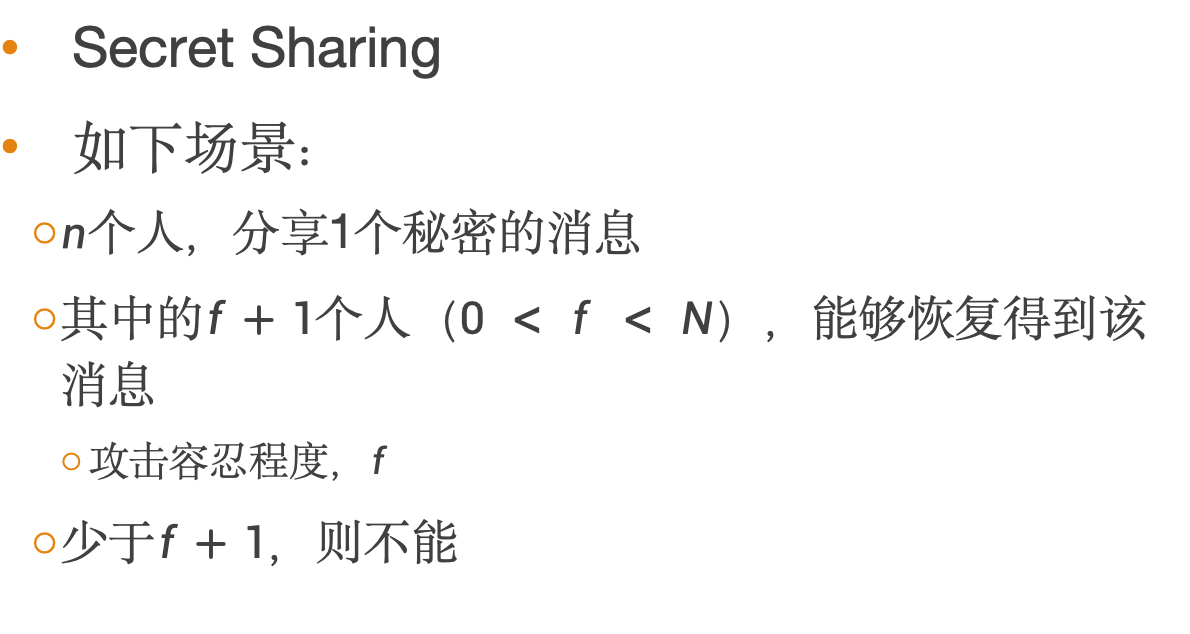 • Secret Sharing
• 如下场景:
○n个人，分享1个秘密的消息
○其中的f + 1个人（0 < f < N），能够恢复得到该
消息
○攻击容忍程度，f
○少于f + 1，则不能